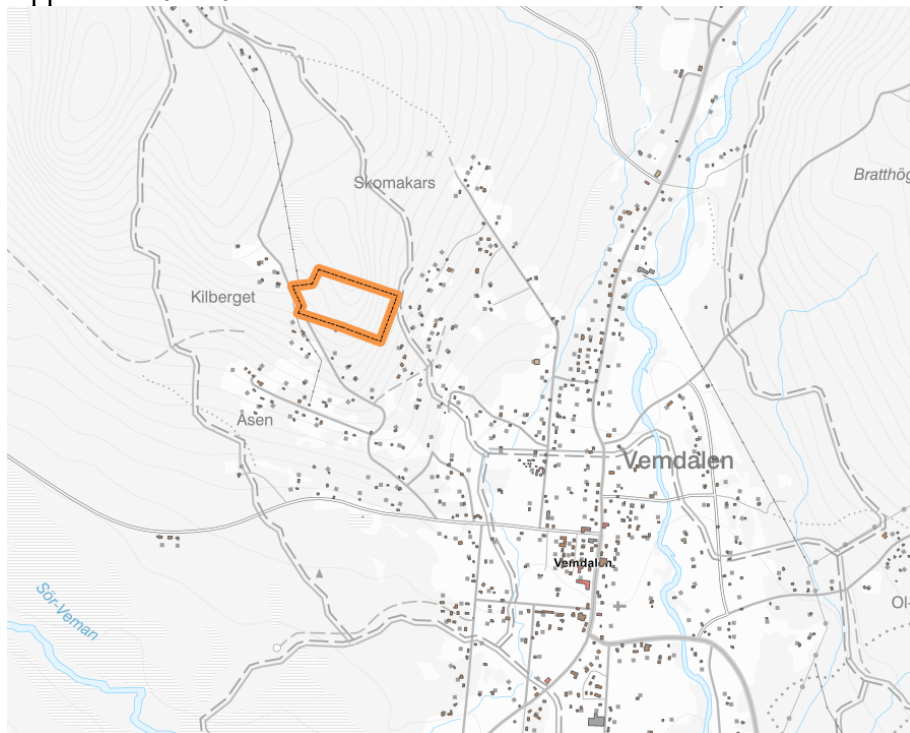 Skomakars
Bratthög
Kilberget
Åsen
Vemdalen
Vemdalen
Sör-Veman
Ol-